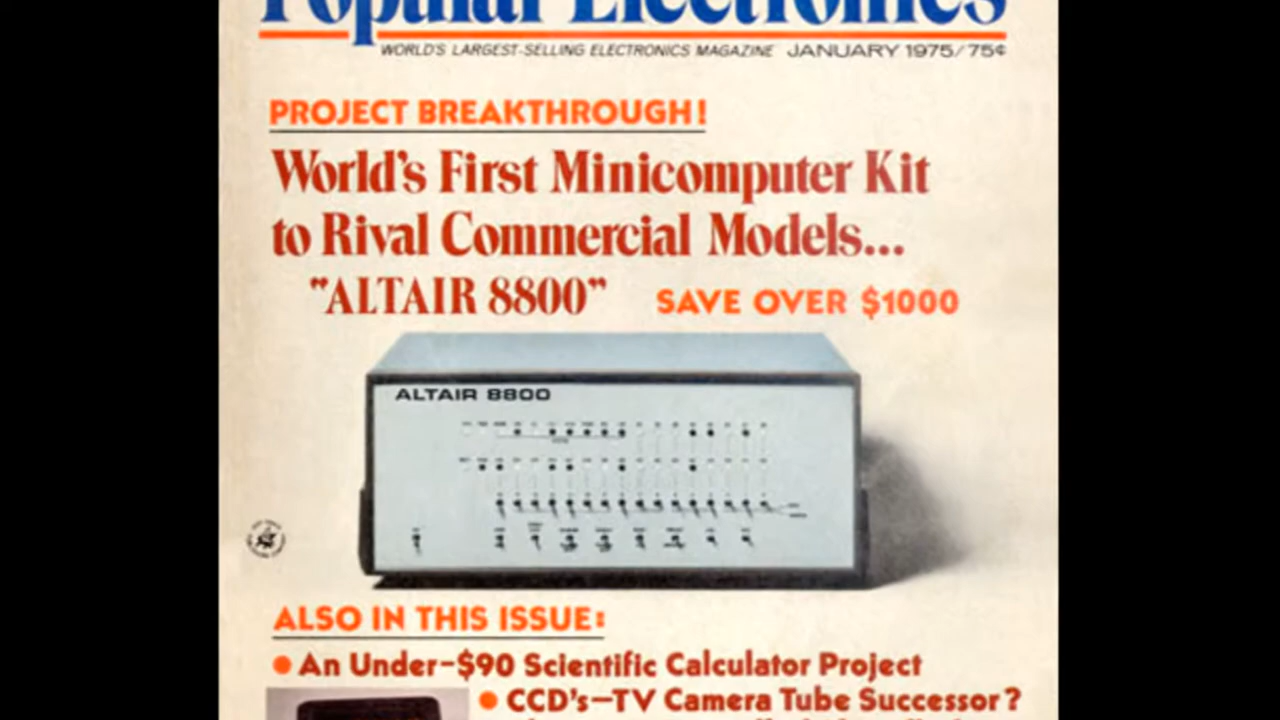 Popular Electronics
WORLD'S LARGEST-SELLING ELECTRONICS MAGAZINE JANUARY 1975/75¢
PROJECT BREAKTHROUGH!
World's First Minicomputer Kit
to Rival Commercial Models...
"ALTAIR 8800" SAVE OVER $1000
ALTAIR 8800
ALSO IN THIS ISSUE:
● An Under-$90 Scientific Calculator Project
● CCD's—TV Camera Tube Successor?